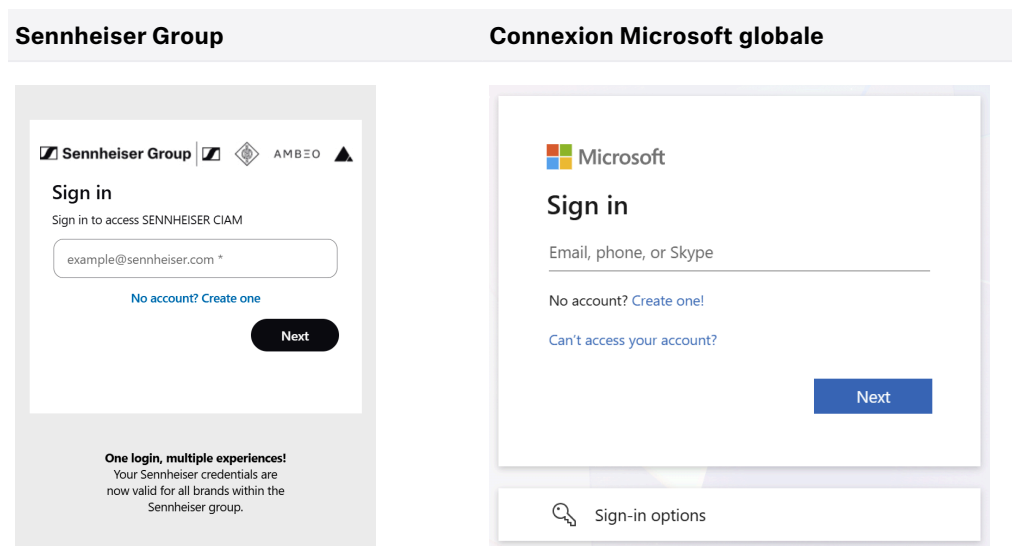 Sennheiser Group
Connexion Microsoft globale
Sennheiser Group
AMBEO
Sign in
Sign in to access SENNHEISER CIAM
example@sennheiser.com *
No account? Create one
Next
One login, multiple experiences!
Your Sennheiser credentials are
now valid for all brands within the
Sennheiser group.
Microsoft
Sign in
Email, phone, or Skype
No account? Create one!
Can't access your account?
Next
Sign-in options